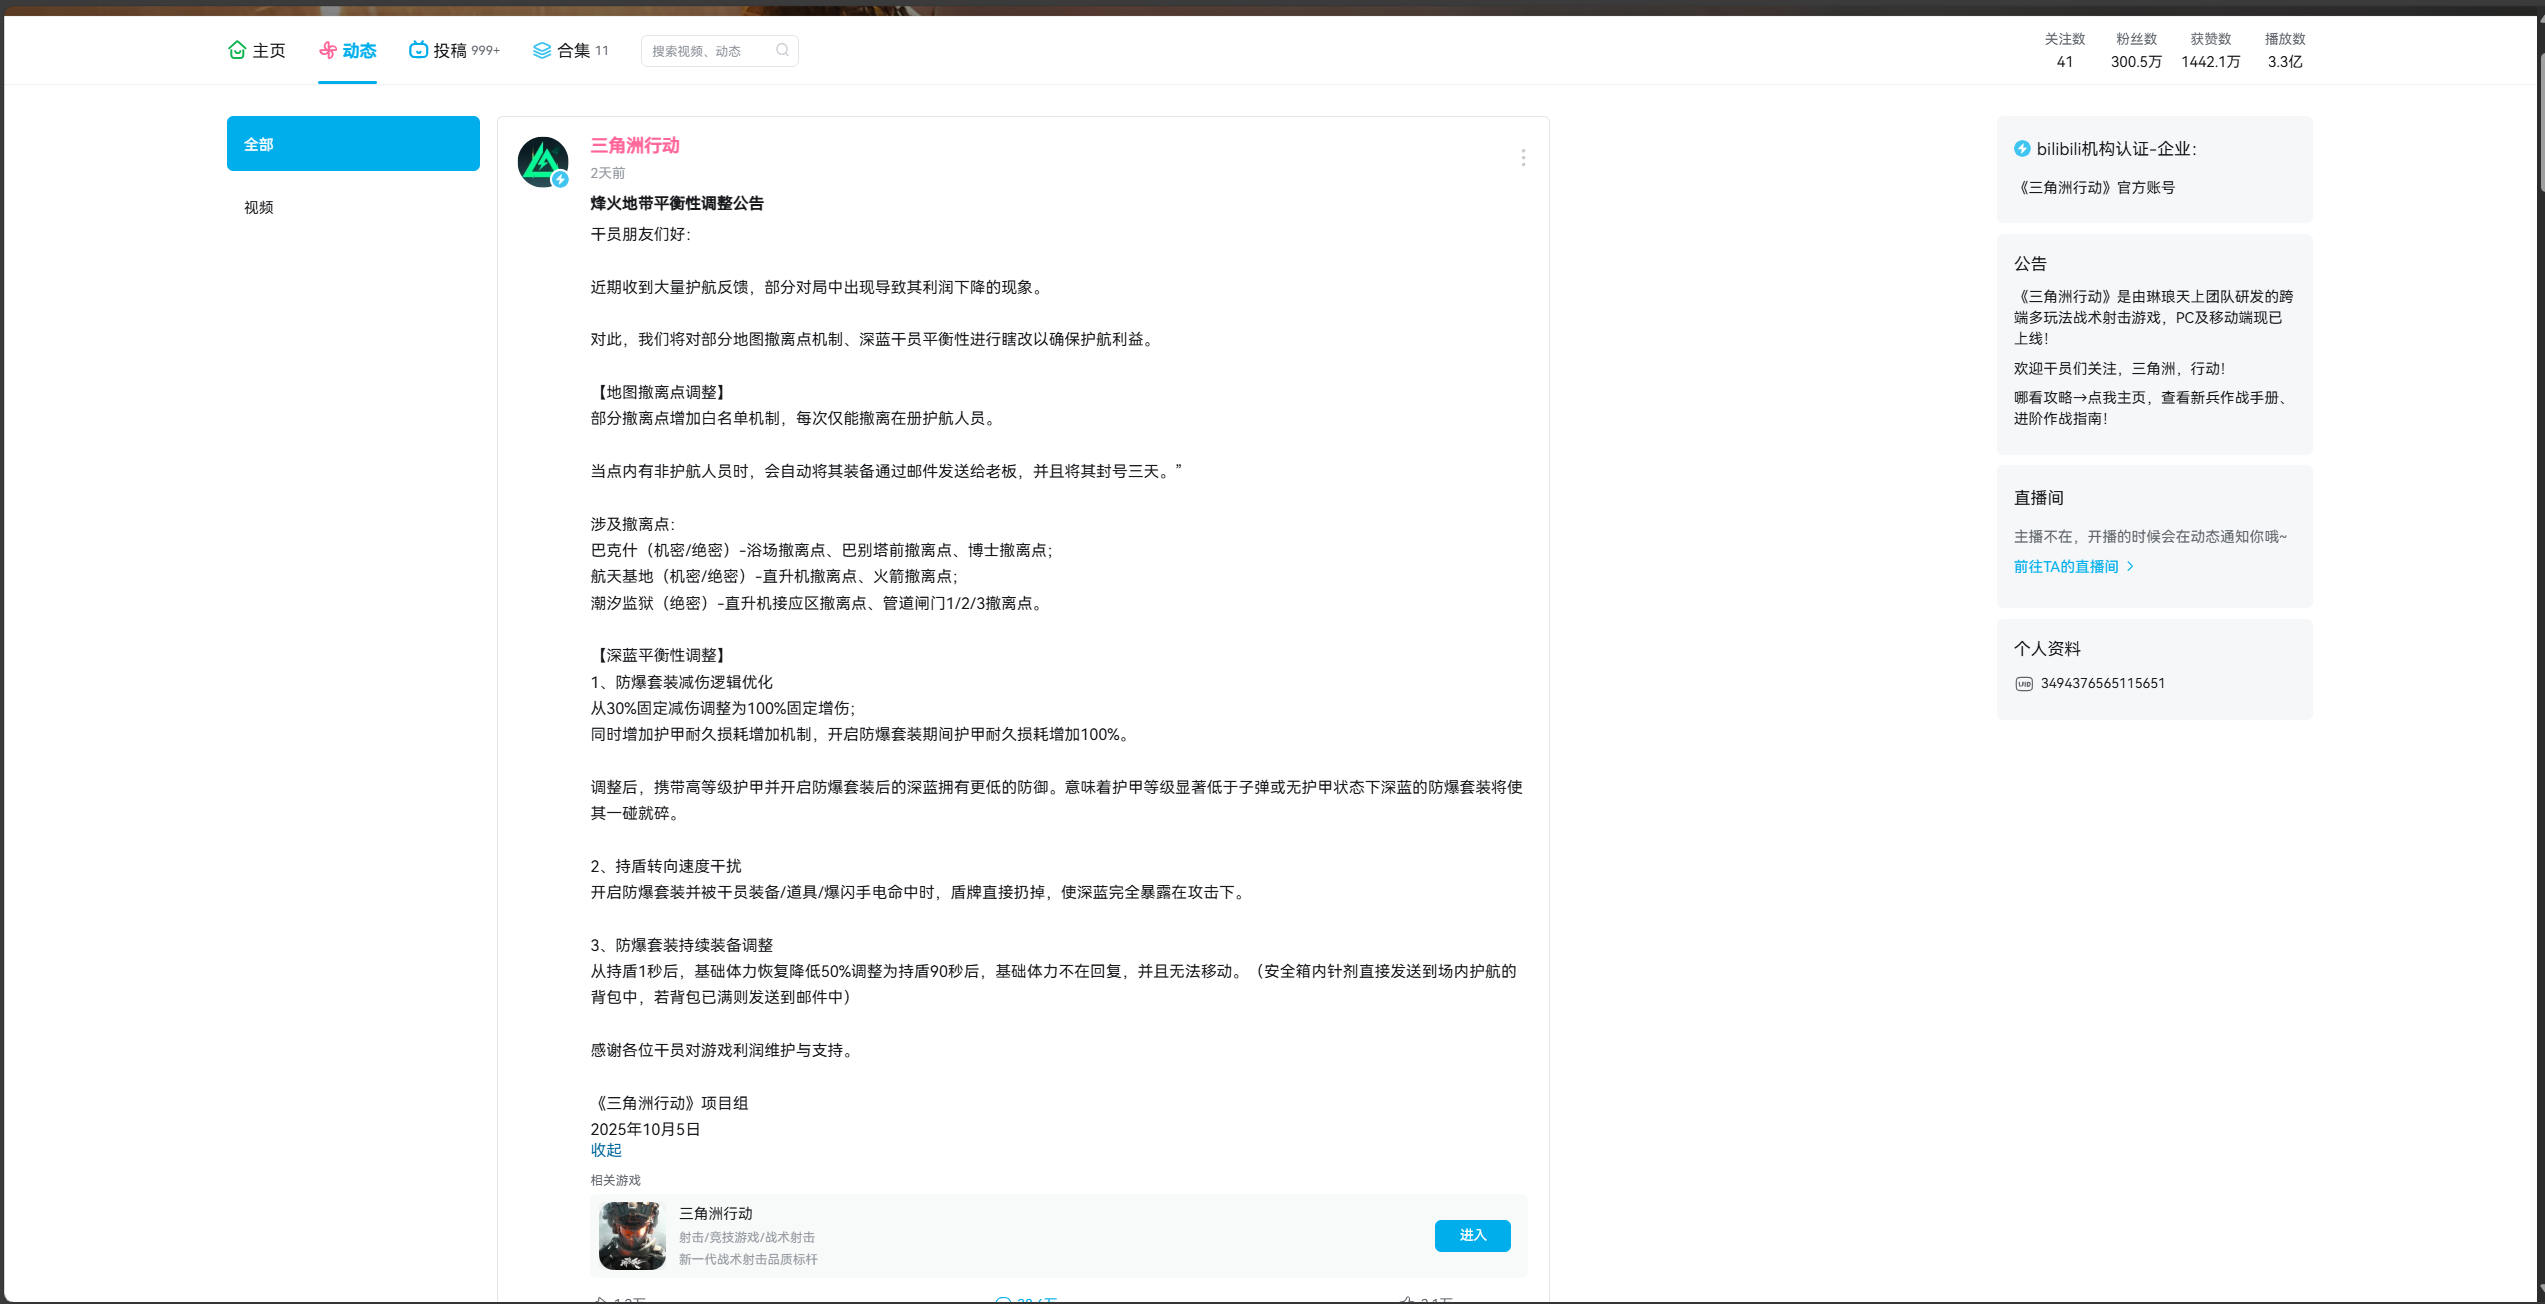 主页 动态 投稿 999+ 合集 11 搜索视频、动态
关注数 粉丝数 获赞数 播放数
41 300.5万 1442.1万 3.3亿
全部
视频
三角洲行动
2天前
烽火地带平衡性调整公告
干员朋友们好：
近期收到大量护航反馈，部分对局中出现导致其利润下降的现象。
对此，我们将对部分地图撤离点机制、深蓝干员平衡性进行瞎改以确保护航利益。
【地图撤离点调整】
部分撤离点增加白名单机制，每次仅能撤离在册护航人员。
当点内有非护航人员时，会自动将其装备通过邮件发送给老板，并且将其封号三天。”
涉及撤离点：
巴克什（机密/绝密）-浴场撤离点、巴别塔前撤离点、博士撤离点；
航天基地（机密/绝密）-直升机撤离点、火箭撤离点；
潮汐监狱（绝密）-直升机接应区撤离点、管道闸门1/2/3撤离点。
【深蓝平衡性调整】
1、防爆套装减伤逻辑优化
从30%固定减伤调整为100%固定增伤；
同时增加护甲耐久损耗增加机制，开启防爆套装期间护甲耐久损耗增加100%。
调整后，携带高等级护甲并开启防爆套装后的深蓝拥有更低的防御。意味着护甲等级显著低于子弹或无护甲状态下深蓝的防爆套装将使
其一碰就碎。
2、持盾转向速度干扰
开启防爆套装并被干员装备/道具/爆闪手电命中时，盾牌直接扔掉，使深蓝完全暴露在攻击下。
3、防爆套装持续装备调整
从持盾1秒后，基础体力恢复降低50%调整为持盾90秒后，基础体力不在回复，并且无法移动。（安全箱内针剂直接发送到场内护航的
背包中，若背包已满则发送到邮件中）
感谢各位干员对游戏利润维护与支持。
《三角洲行动》项目组
2025年10月5日
收起
相关游戏
三角洲行动
射击/竞技游戏/战术射击
新一代战术射击品质标杆
进入
bilibili机构认证-企业：
《三角洲行动》官方账号
公告
《三角洲行动》是由琳琅天上团队研发的跨
端多玩法战术射击游戏，PC及移动端现已
上线！
欢迎干员们关注，三角洲，行动！
哪看攻略→点我主页，查看新兵作战手册、
进阶作战指南！
直播间
主播不在，开播的时候会在动态通知你哦~
前往TA的直播间
个人资料
UID 3494376565115651